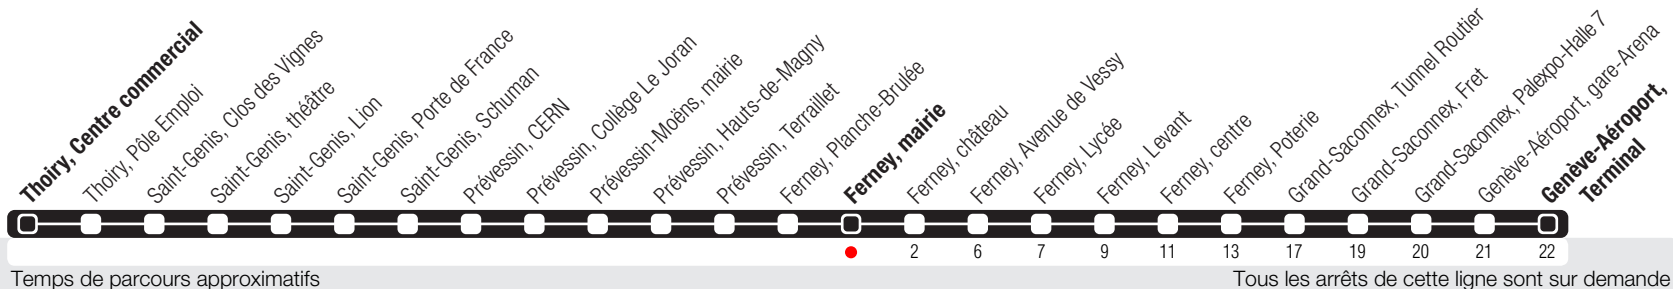 Thoiry, Centre commercial
Thoiry, Pôle Emploi
Saint-Genis, Clos des Vignes
Saint-Genis, théâtre
Saint-Genis, Lion
Saint-Genis, Porte de France
Saint-Genis, Schuman
Prévessin, CERN
Prévessin, Collège Le Joran
Prévessin-Moëns, mairie
Prévessin, Hauts-de-Magny
Prévessin, Terraillet
Ferney, Planche-Brulée
Ferney, mairie
Ferney, château
Ferney, Avenue de Vessy
Ferney, Lycée
Ferney, Levant
Ferney, centre
Ferney, Poterie
Grand-Saconnex, Tunnel Routier
Grand-Saconnex, Fret
Grand-Saconnex, Palexpo-Halle 7
Genève-Aéroport, gare-Arena
Genève-Aéroport,
Terminal
2 6 7 9 11 13 17 19 20 21 22
Temps de parcours approximatifs
Tous les arrêts de cette ligne sont sur demande